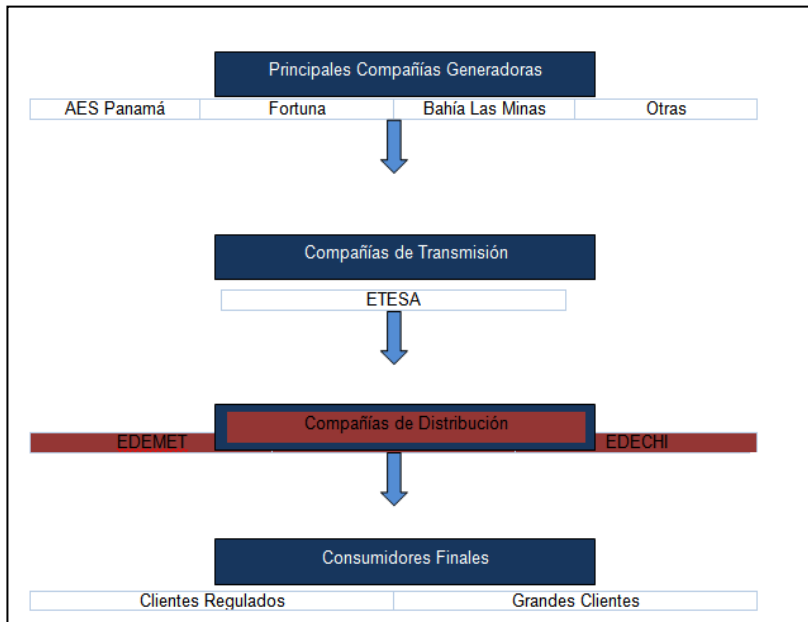 Principales Compañías Generadoras
AES Panamá Fortuna Bahía Las Minas Otras
Compañías de Transmisión
ETESA
Compañías de Distribución
EDEMET EDECHI
Consumidores Finales
Clientes Regulados Grandes Clientes